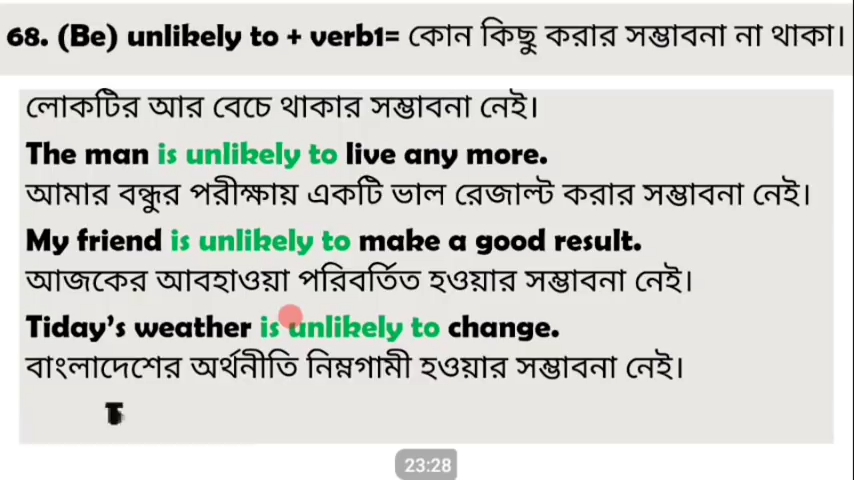 68. (Be) unlikely to + verb1= কোন কিছু করার সম্ভাবনা না থাকা।
লোকটির আর বেচে থাকার সম্ভাবনা নেই।
The man is unlikely to live any more.
আমার বন্ধুর পরীক্ষায় একটি ভাল রেজাল্ট করার সম্ভাবনা নেই।
My friend is unlikely to make a good result.
আজকের আবহাওয়া পরিবর্তিত হওয়ার সম্ভাবনা নেই।
Tiday's weather is unlikely to change.
বাংলাদেশের অর্থনীতি নিম্নগামী হওয়ার সম্ভাবনা নেই।
23:28